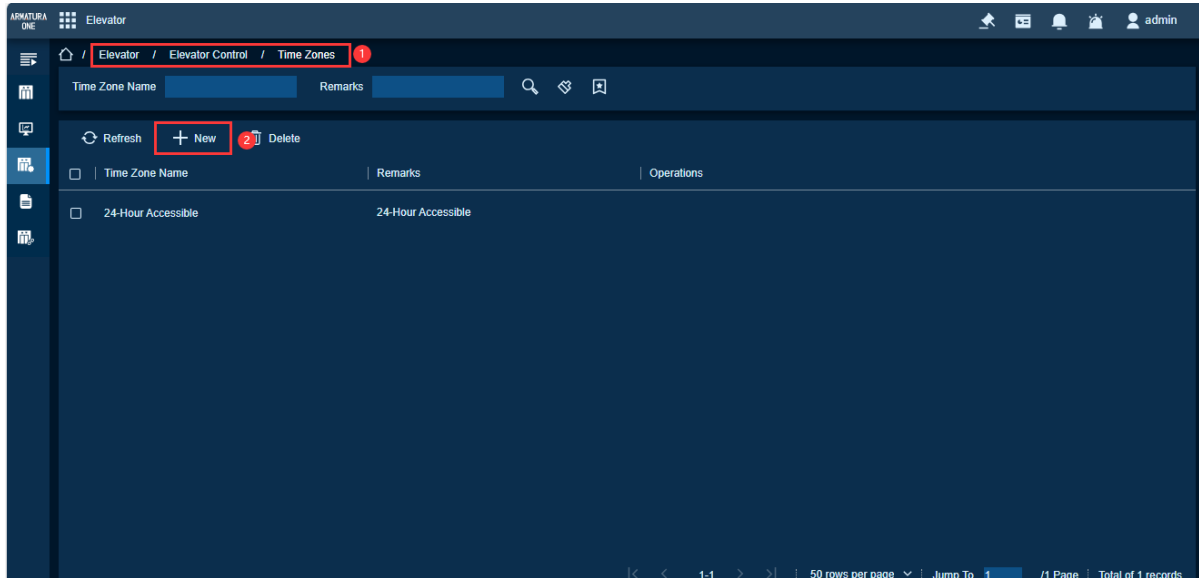 ARMATURA ONE Elevator admin
/ Elevator / Elevator Control / Time Zones 1
Time Zone Name Remarks
Refresh New 2 Delete
Time Zone Name Remarks Operations
24-Hour Accessible 24-Hour Accessible
1-1 50 rows per page Jump To 1 /1 Page Total of 1 records